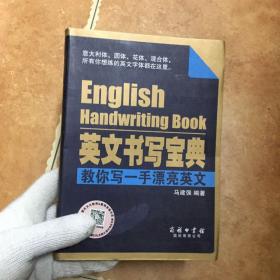 意大利体、圆体、花体、混合体，
所有你想练的英文字体都在这里。
English
Handwriting Book
英文书写宝典
教你写一手漂亮英文
马建强 编著
商务印书馆